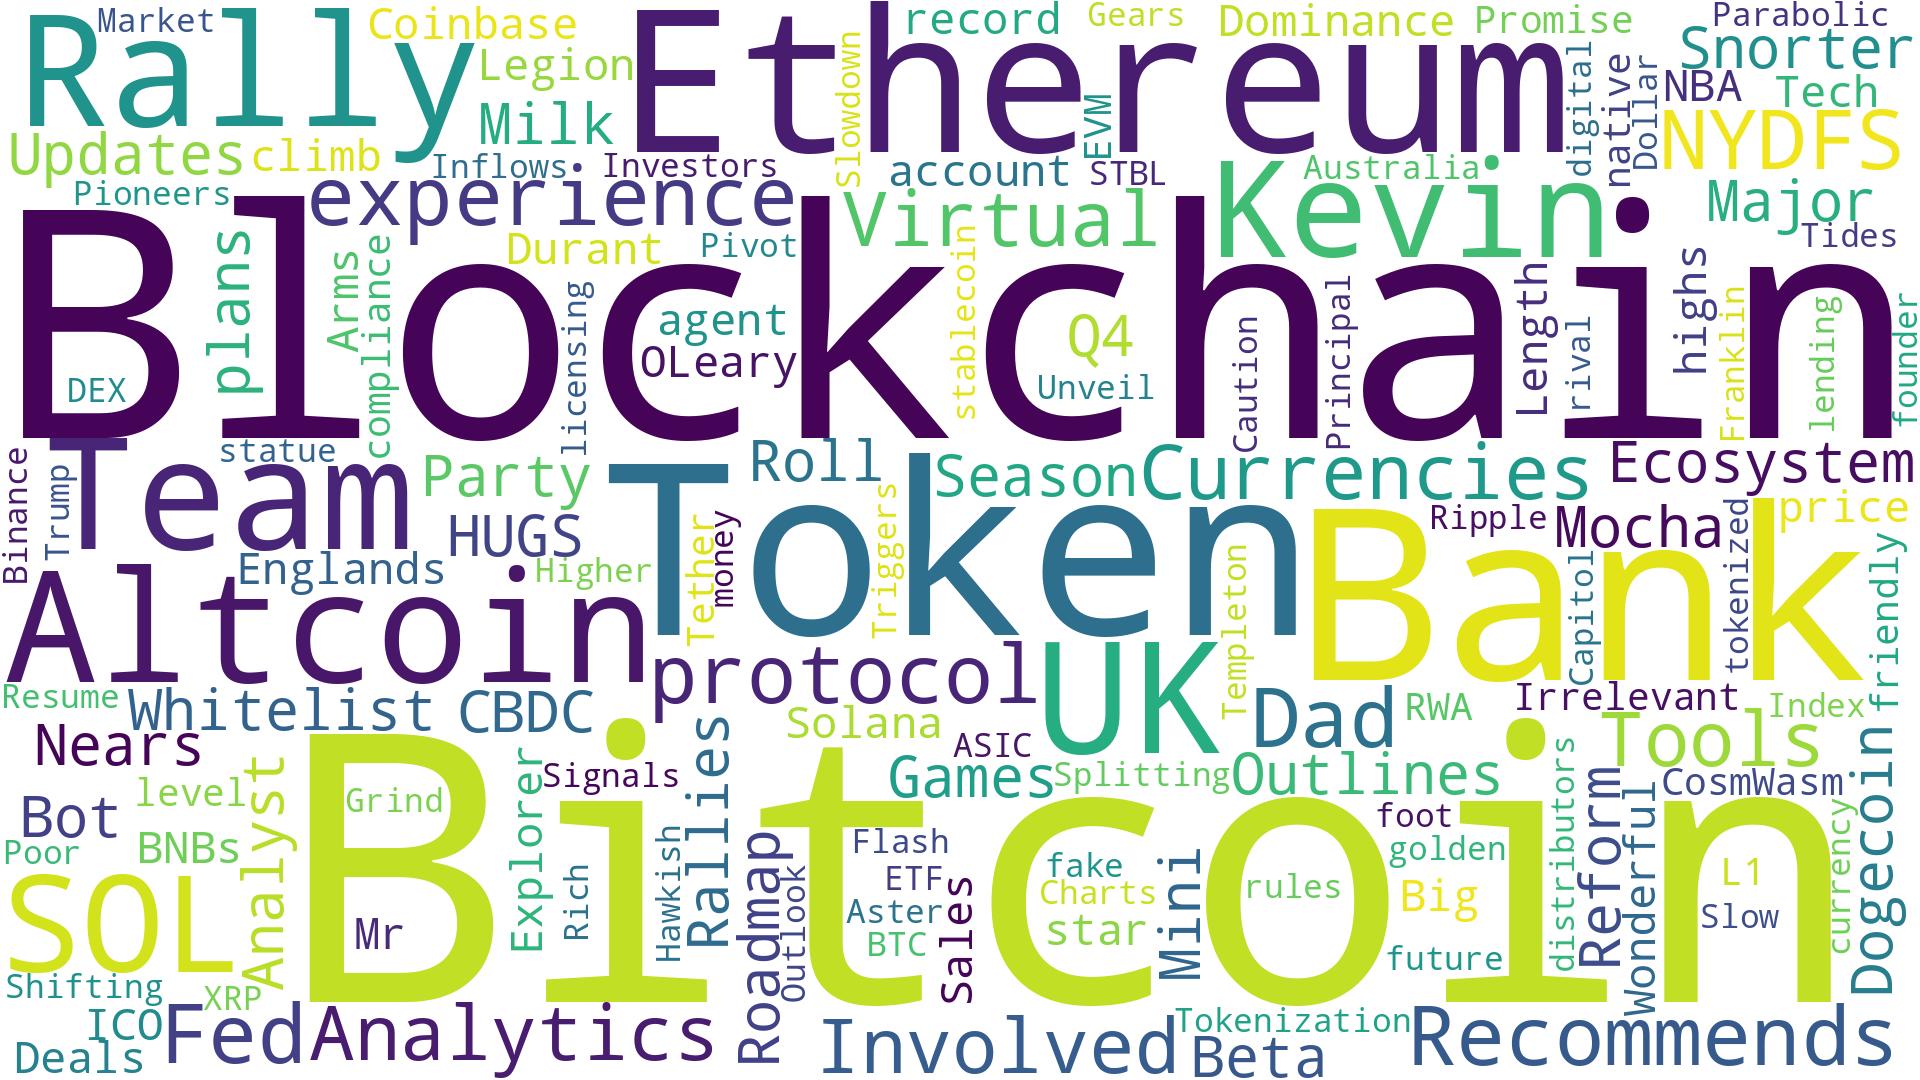 Rally
Market
Coinbase
Legion
Milk
Ethereum
record
Gears
Dominance
Promise
Parabolic
Snorter
NBA
Tech
NYDFS
digital
native
Dollar
Slowdown
EVM
Updates
climb
Inflows
Investors
account
STBL
Australia
Pioneers
experience
Virtual
Kevin
Major
Tides
Durant
Pivot
plans
Arms
compliance
licensing
Blockchain
agent
OLeary
stablecoin
Q4
Unveil
Caution
Principal
Length
rival
highs
Franklin
lending
founder
DEX
statue
Binance
Trump
Team
Party
HUGS
Roll
Season
Currencies
Ecosystem
Token
Tether
money
Triggers
Ripple
Mocha
tokenized
price
Bank
Capitol
friendly
Englands
Higher
Altcoin
protocol
UK
Templeton
Dad
RWA
Irrelevant
Index
Resume
Whitelist
CBDC
Nears
Solana
ASIC
Tools
Games
Splitting
Outlines
CosmWasm
Signals
Explorer
Rallies
Bot
level
Analyst
Grind
Bitcoin
Poor
BNBs
SOL
Mr
Rich
Hawkish
Roadmap
Outlook
Flash
ETF
Aster
BTC
Sales
fake
Charts
star
Mini
rules
foot
golden
Big
future
distributors
Reform
Wonderful
L1
Slow
currency
Dogecoin
Shifting
XRP
ICO
Deals
Fed
Analytics
Involved
Tokenization
Beta
Recommends